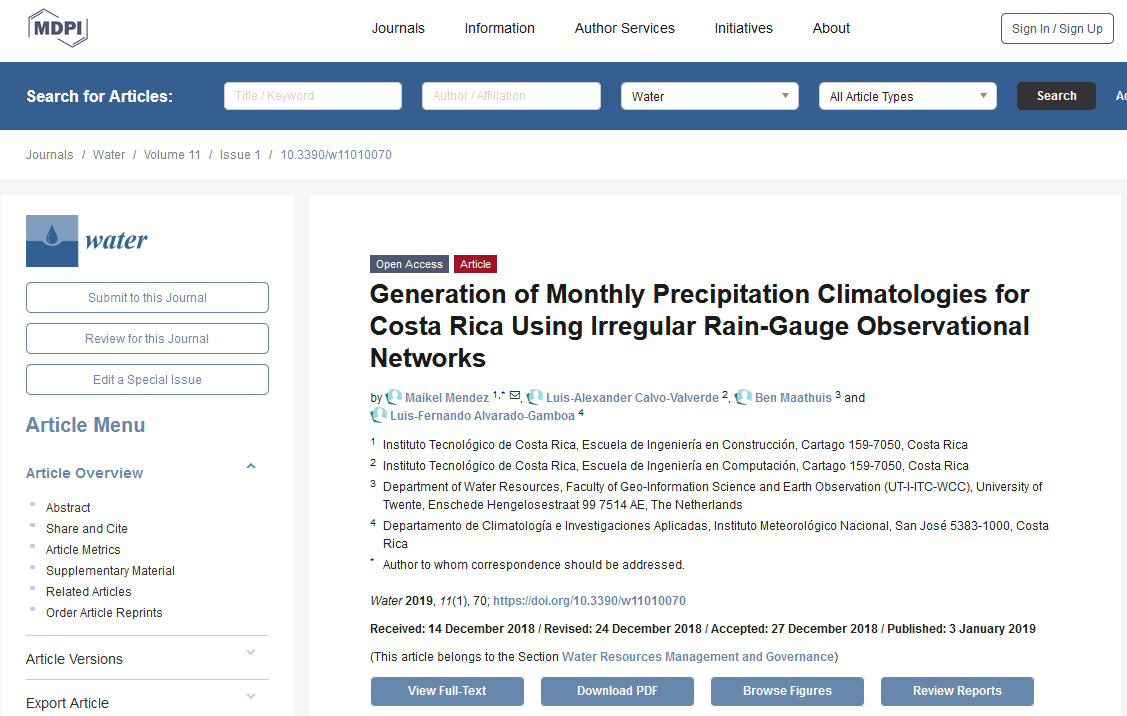 MDPI
Journals Information Author Services Initiatives About Sign In / Sign Up
Search for Articles: Title / Keyword Author / Affiliation Water All Article Types Search
Journals / Water / Volume 11 / Issue 1 / 10.3390/w11010070
water
Submit to this Journal
Review for this Journal
Edit a Special Issue
Article Menu
Article Overview
Abstract
Share and Cite
Article Metrics
Supplementary Material
Related Articles
Order Article Reprints
Article Versions
Export Article
Open Access Article
Generation of Monthly Precipitation Climatologies for
Costa Rica Using Irregular Rain-Gauge Observational
Networks
by Maikel Mendez 1,* , Luis-Alexander Calvo-Valverde 2, Ben Maathuis 3 and
Luis-Fernando Alvarado-Gamboa 4
1 Instituto Tecnológico de Costa Rica, Escuela de Ingeniería en Construcción, Cartago 159-7050, Costa Rica
2 Instituto Tecnológico de Costa Rica, Escuela de Ingeniería en Computación, Cartago 159-7050, Costa Rica
3 Department of Water Resources, Faculty of Geo-Information Science and Earth Observation (UT-I-ITC-WCC), University of
Twente, Enschede Hengelosestraat 99 7514 AE, The Netherlands
4 Departamento de Climatología e Investigaciones Aplicadas, Instituto Meteorológico Nacional, San José 5383-1000, Costa
Rica
* Author to whom correspondence should be addressed.
Water 2019, 11(1), 70; https://doi.org/10.3390/w11010070
Received: 14 December 2018 / Revised: 24 December 2018 / Accepted: 27 December 2018 / Published: 3 January 2019
(This article belongs to the Section Water Resources Management and Governance)
View Full-Text Download PDF Browse Figures Review Reports